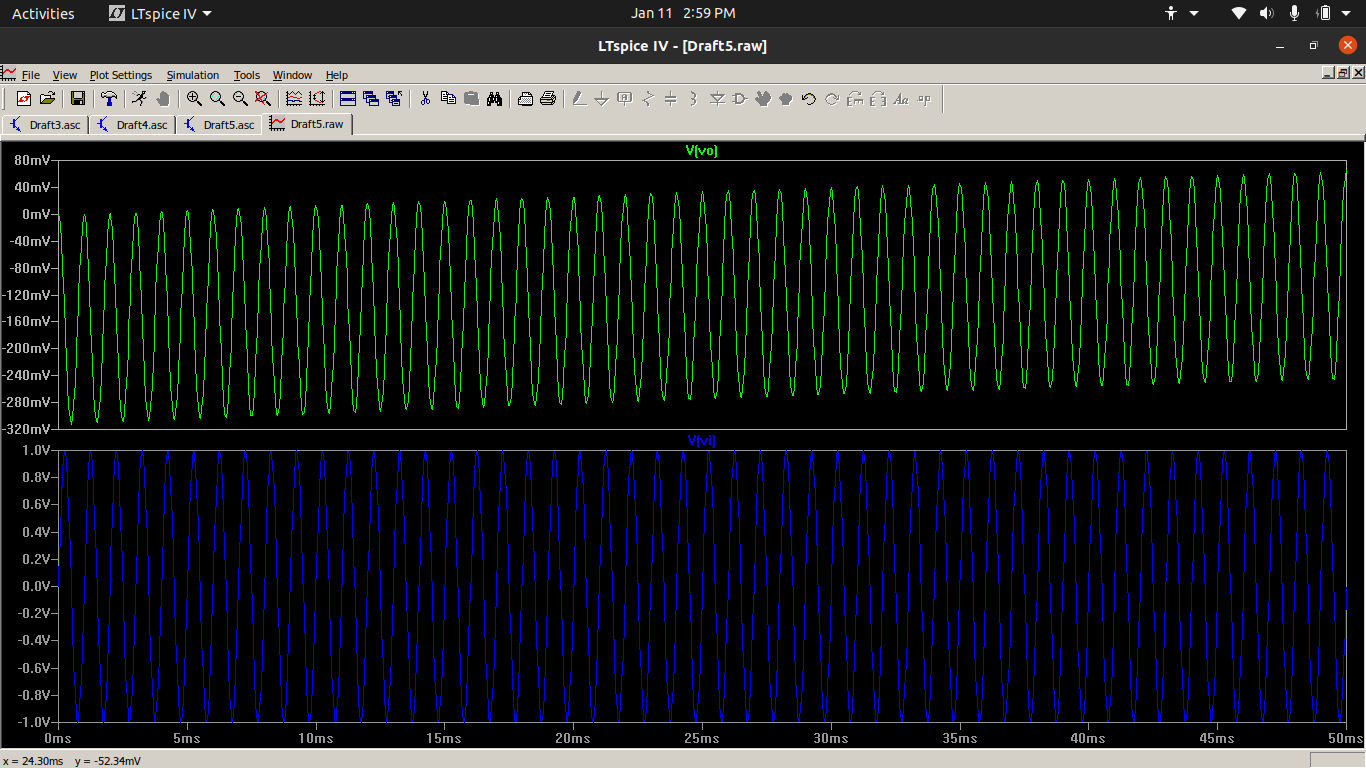 Activities LTspice IV Jan 11 2:59 PM
LTspice IV - [Draft5.raw]
File View Plot Settings Simulation Tools Window Help
Draft3.asc Draft4.asc Draft5.asc Draft5.raw
V(vo)
80mV
40mV
0mV
-40mV
-80mV
-120mV
-160mV
-200mV
-240mV
-280mV
-320mV
V(vi)
1.0V
0.8V
0.6V
0.4V
0.2V
0.0V
-0.2V
-0.4V
-0.6V
-0.8V
-1.0V
0ms 5ms 10ms 15ms 20ms 25ms 30ms 35ms 40ms 45ms 50ms
x = 24.30ms y = -52.34mV